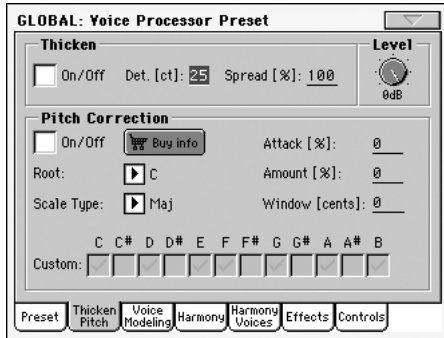 GLOBAL: Voice Processor Preset
Thicken
Level
On/Off Det. [ct]: 25 Spread [%]: 100
0dB
Pitch Correction
On/Off Buy info Attack [%]: 0
Root: C Amount [%]: 0
Scale Type: Maj Window [cents]: 0
C C# D D# E F F# G G# A A# B
Custom:
Preset Thicken Pitch Voice Modeling Harmony Harmony Voices Effects Controls